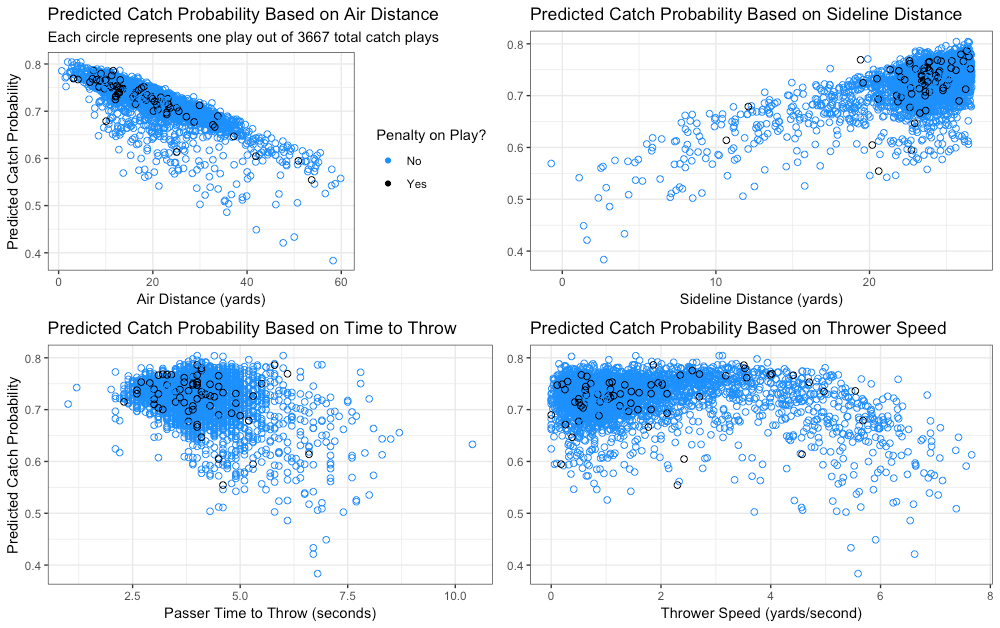 Predicted Catch Probability Based on Air Distance
Each circle represents one play out of 3667 total catch plays
Predicted Catch Probability
0.8
0.7
0.6
0.5
0.4
0 20 40 60
Air Distance (yards)
Penalty on Play?
No
Yes
Predicted Catch Probability Based on Sideline Distance
0.8
0.7
0.6
0.5
0.4
0 10 20
Sideline Distance (yards)
Predicted Catch Probability Based on Time to Throw
Predicted Catch Probability
0.8
0.7
0.6
0.5
0.4
2.5 5.0 7.5 10.0
Passer Time to Throw (seconds)
Predicted Catch Probability Based on Thrower Speed
0.8
0.7
0.6
0.5
0.4
0 2 4 6 8
Thrower Speed (yards/second)